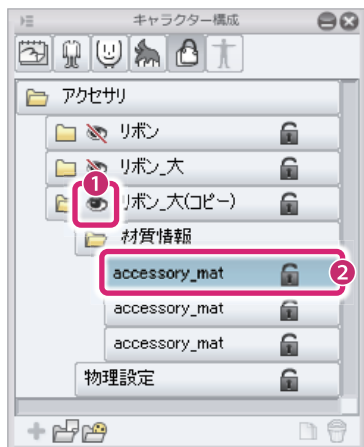 キャラクター構成
アクセサリ
リボン
リボン_大
1
リボン_大(コピー)
材質情報
accessory_mat
2
accessory_mat
accessory_mat
物理設定